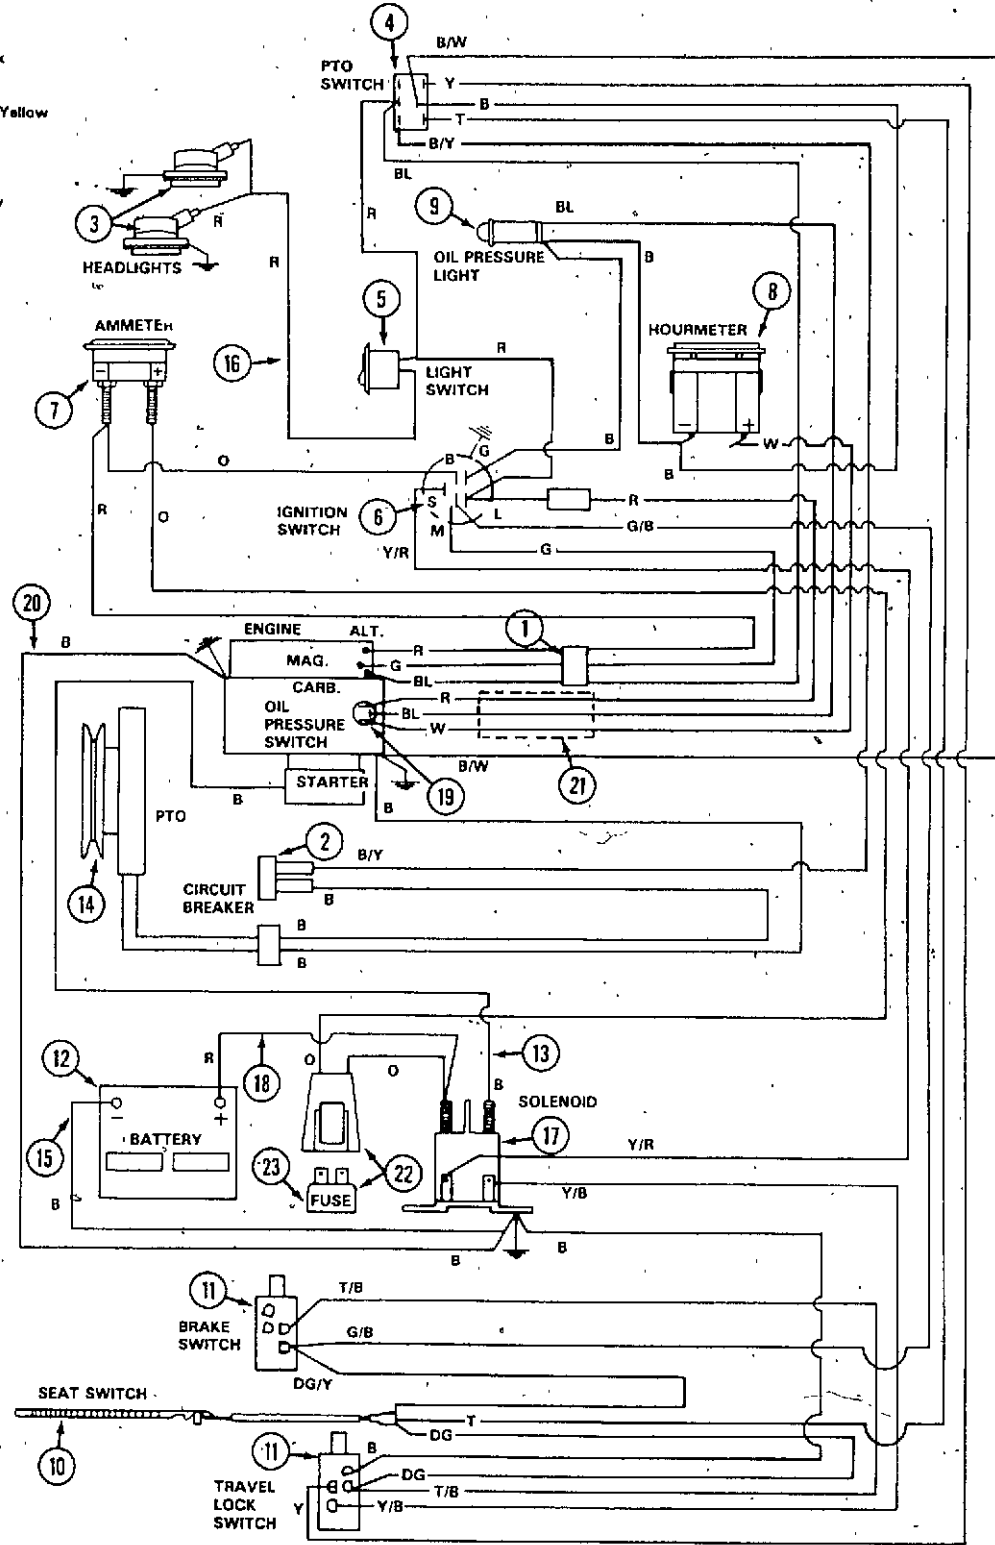 4
B/W
PTO
SWITCH
Y
B
T
B/Y
BL
Yellow
3
R
HEADLIGHTS
R
R
9
BL
OIL PRESSURE
LIGHT
B
8
HOURMETER
5
LIGHT
SWITCH
R
16
AMMETER
7
- +
- +
W
B
B
O
R
O
B
G
S
M
L
6
IGNITION
SWITCH
R
G/B
Y/R
G
20
B
ENGINE
ALT.
MAG.
CARB.
OIL
PRESSURE
SWITCH
STARTER
1
R
G
BL
R
BL
W
B/W
19
21
B
B
PTO
14
2
CIRCUIT
BREAKER
B/Y
B
B
B
12
R
18
O
O
13
B
SOLENOID
17
- +
BATTERY
15
B
23
FUSE
22
Y/R
Y/B
B
B
11
BRAKE
SWITCH
T/B
G/B
DG/Y
SEAT SWITCH
10
T
DG
11
B
TRAVEL
LOCK
SWITCH
Y
DG
T/B
Y/B